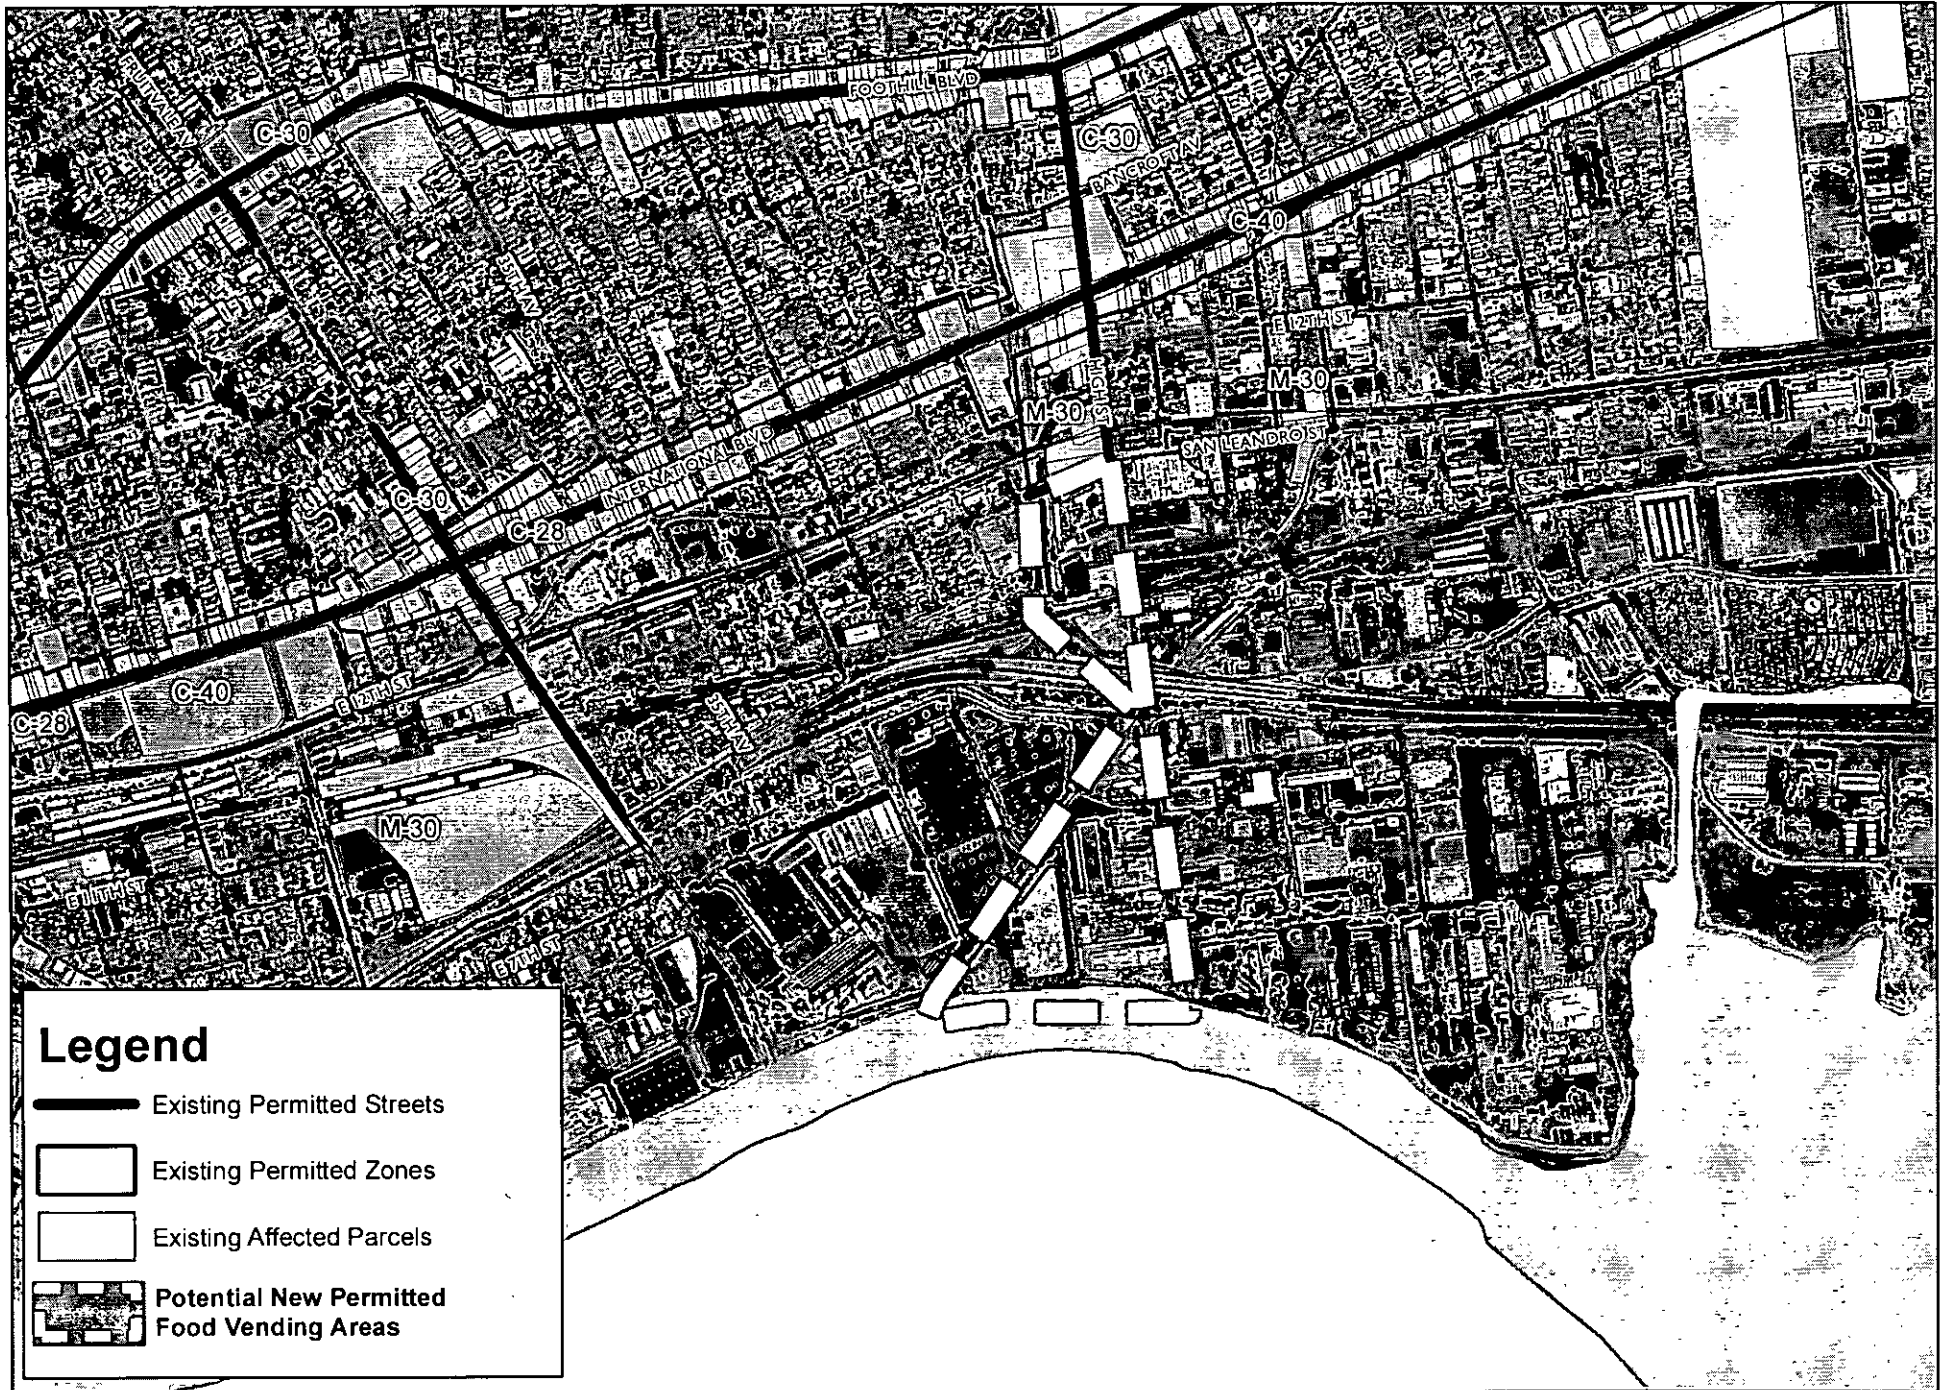 FRUITVALE AV
C-30
FOOTHILL BLVD
C-30
BANCROFT AV
C-40
E 12TH ST
HIGH ST
M-30
M-30
SAN LEANDRO ST
INTERNATIONAL BLVD
C-30
C-28
C-40
C-28
E 12TH ST
35TH AV
M-30
E 11TH ST
E 7TH ST
Legend
Existing Permitted Streets
Existing Permitted Zones
Existing Affected Parcels
Potential New Permitted
Food Vending Areas